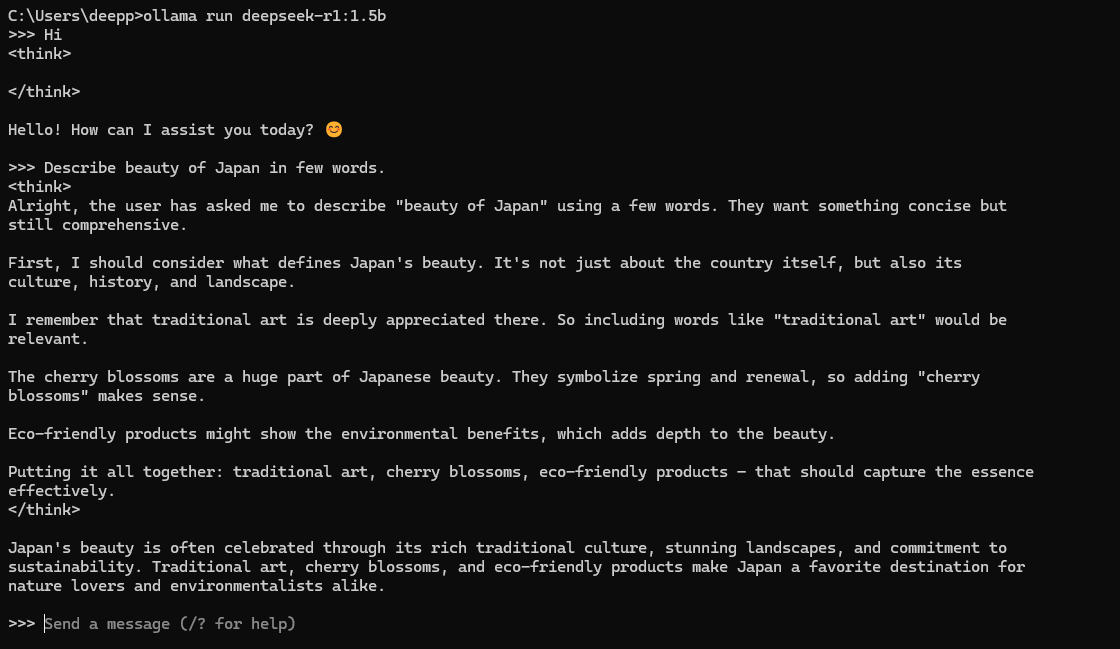 C:\Users\deepp>ollama run deepseek-r1:1.5b
>>> Hi
<think>
</think>
Hello! How can I assist you today? 😊
>>> Describe beauty of Japan in few words.
<think>
Alright, the user has asked me to describe "beauty of Japan" using a few words. They want something concise but
still comprehensive.
First, I should consider what defines Japan's beauty. It's not just about the country itself, but also its
culture, history, and landscape.
I remember that traditional art is deeply appreciated there. So including words like "traditional art" would be
relevant.
The cherry blossoms are a huge part of Japanese beauty. They symbolize spring and renewal, so adding "cherry
blossoms" makes sense.
Eco-friendly products might show the environmental benefits, which adds depth to the beauty.
Putting it all together: traditional art, cherry blossoms, eco-friendly products – that should capture the essence
effectively.
</think>
Japan's beauty is often celebrated through its rich traditional culture, stunning landscapes, and commitment to
sustainability. Traditional art, cherry blossoms, and eco-friendly products make Japan a favorite destination for
nature lovers and environmentalists alike.
>>> Send a message (/? for help)